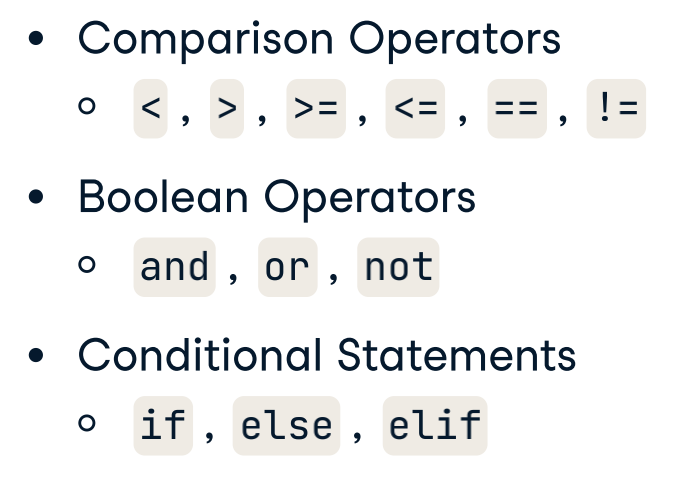 • Comparison Operators
○ < , > , >= , <= , == , !=
• Boolean Operators
○ and , or , not
• Conditional Statements
○ if , else , elif